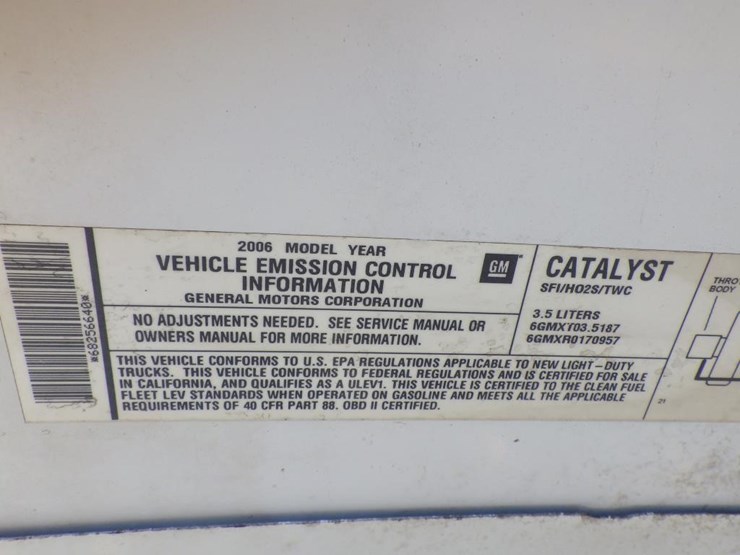 *68256640*
2006 MODEL YEAR
VEHICLE EMISSION CONTROL
INFORMATION
GENERAL MOTORS CORPORATION
GM
NO ADJUSTMENTS NEEDED. SEE SERVICE MANUAL OR
OWNERS MANUAL FOR MORE INFORMATION.
CATALYST
SFI/HO2S/TWC
3.5 LITERS
6GMXT03.5187
6GMXR0170957
THIS VEHICLE CONFORMS TO U.S. EPA REGULATIONS APPLICABLE TO NEW LIGHT-DUTY
TRUCKS. THIS VEHICLE CONFORMS TO FEDERAL REGULATIONS AND IS CERTIFIED FOR SALE
IN CALIFORNIA, AND QUALIFIES AS A ULEV1. THIS VEHICLE IS CERTIFIED TO THE CLEAN FUEL
FLEET LEV STANDARDS WHEN OPERATED ON GASOLINE AND MEETS ALL THE APPLICABLE
REQUIREMENTS OF 40 CFR PART 88. OBD II CERTIFIED.
THRO
BODY